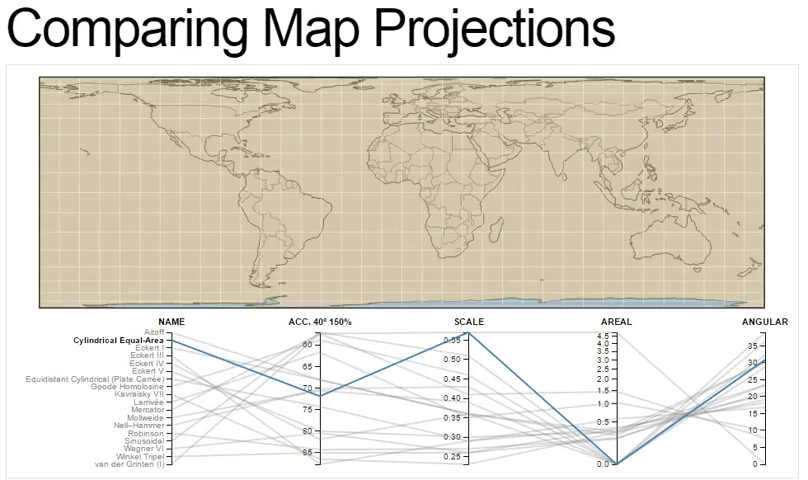 Comparing Map Projections
NAME
ACC. 40º 150%
SCALE
AREAL
ANGULAR
Aitoff
Cylindrical Equal-Area
Eckert I
Eckert III
Eckert IV
Eckert V
Equidistant Cylindrical (Plate Carrée)
Goode Homolosine
Kavraisky VII
Larrivée
Mercator
Mollweide
Nell–Hammer
Robinson
Sinusoidal
Wagner VI
Winkel Tripel
van der Grinten (I)
60
65
70
75
80
85
95
0.55
0.50
0.45
0.40
0.35
0.30
0.25
4.5
4.0
3.5
3.0
2.5
2.0
1.0
0.5
0.0
35
30
25
20
15
10
5
0